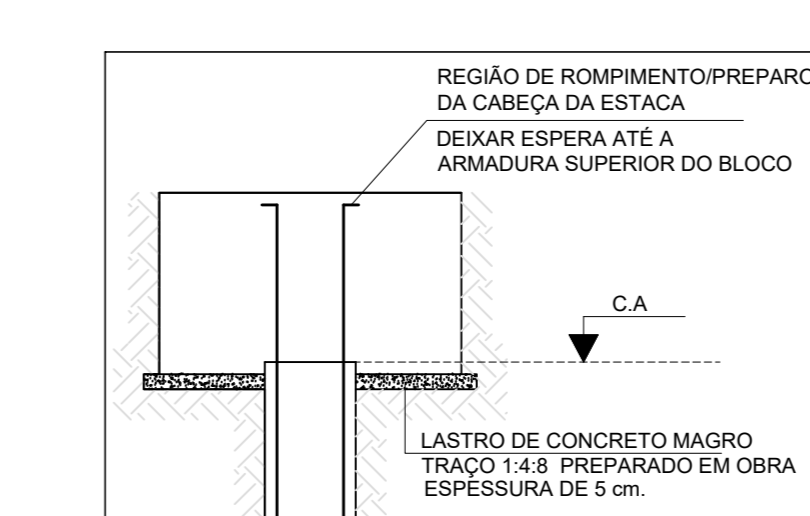 REGIÃO DE ROMPIMENTO/PREPARO
DA CABEÇA DA ESTACA
DEIXAR ESPERA ATÉ A
ARMADURA SUPERIOR DO BLOCO
C.A
LASTRO DE CONCRETO MAGRO
TRAÇO 1:4:8 PREPARADO EM OBRA
ESPESSURA DE 5 cm.